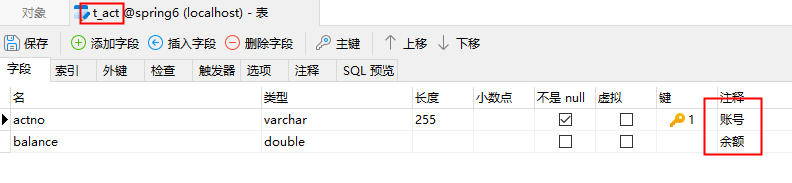 对象 t_act @spring6 (localhost) - 表
保存 添加字段 插入字段 删除字段 主键 上移 下移
字段 索引 外键 检查 触发器 选项 注释 SQL 预览
名 类型 长度 小数点 不是 null 虚拟 键 注释
actno varchar 255 1 账号
balance double 余额